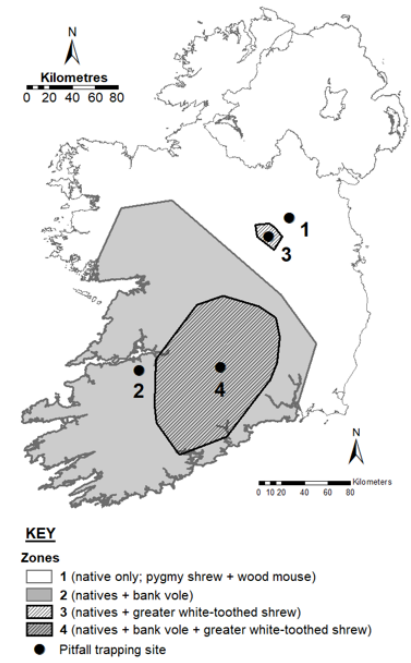 N
Kilometres
0 10 20 40 60 80
1
3
2
4
N
Kilometers
0 10 20 40 60 80
KEY
Zones
1 (native only; pygmy shrew + wood mouse)
2 (natives + bank vole)
3 (natives + greater white-toothed shrew)
4 (natives + bank vole + greater white-toothed shrew)
Pitfall trapping site